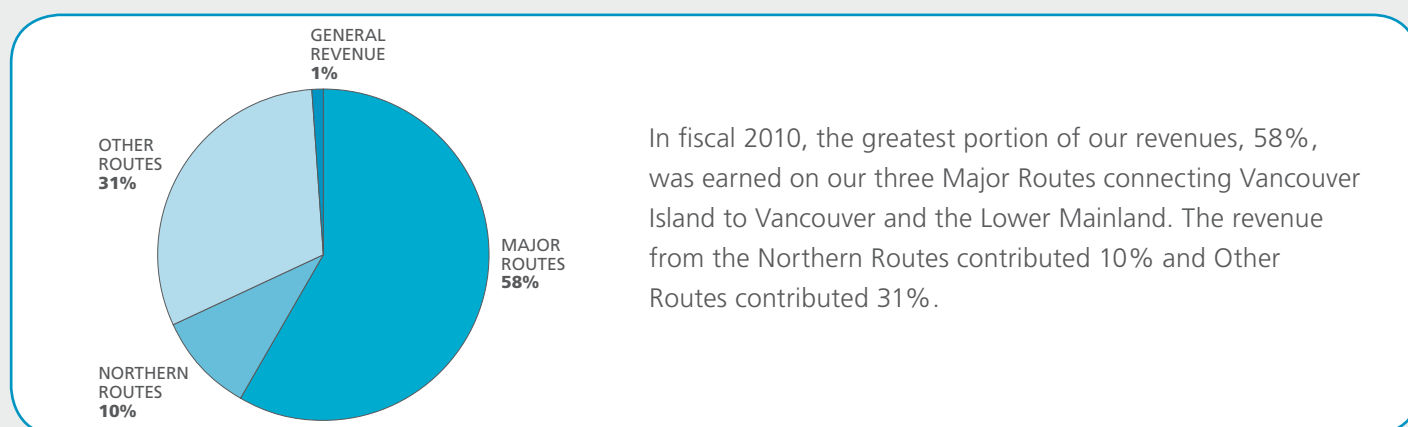 GENERAL
REVENUE
1%
OTHER
ROUTES
31%
MAJOR
ROUTES
58%
NORTHERN
ROUTES
10%
In fiscal 2010, the greatest portion of our revenues, 58%,
was earned on our three Major Routes connecting Vancouver
Island to Vancouver and the Lower Mainland. The revenue
from the Northern Routes contributed 10% and Other
Routes contributed 31%.